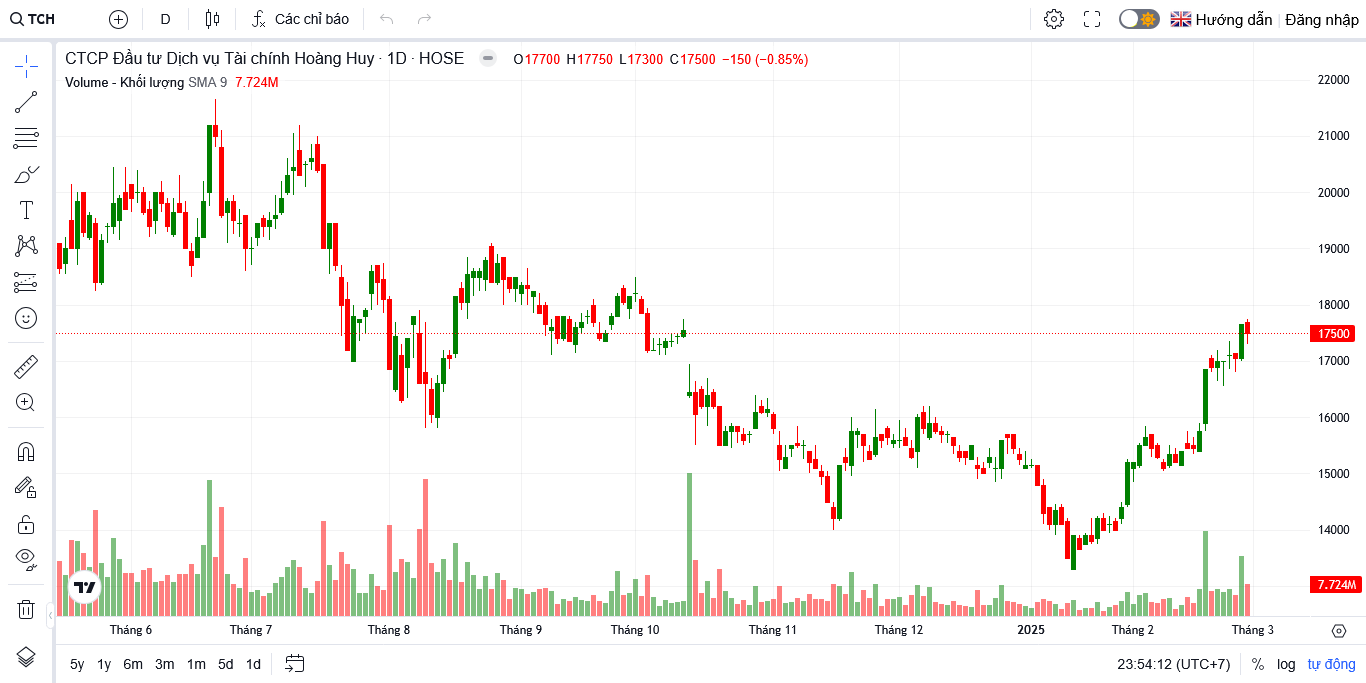 TCH D Các chỉ báo Hướng dẫn Đăng nhập
CTCP Đầu tư Dịch vụ Tài chính Hoàng Huy · 1D · HOSE O17700 H17750 L17300 C17500 −150 (−0.85%)
Volume - Khối lượng SMA 9 7.724M
22000
21000
20000
19000
18000
17500
17000
16000
15000
14000
7.724M
Tháng 6 Tháng 7 Tháng 8 Tháng 9 Tháng 10 Tháng 11 Tháng 12 2025 Tháng 2 Tháng 3
5y 1y 6m 3m 1m 5d 1d 23:54:12 (UTC+7) % log tự động